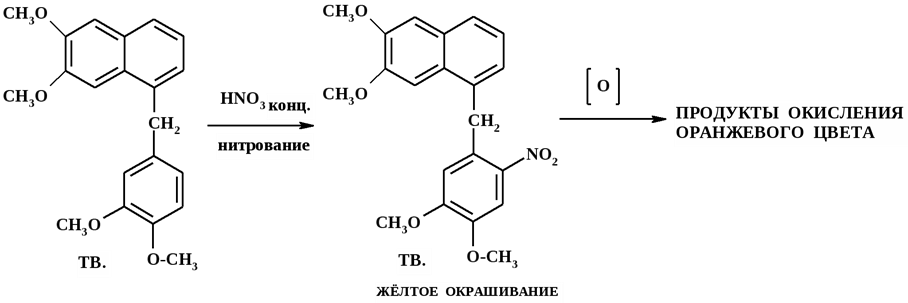 CH₃O
CH₃O
CH₂
CH₃O
O-CH₃
ТВ.
HNO₃ конц.
нитрование
CH₃O
CH₃O
CH₂
NO₂
CH₃O
O-CH₃
ТВ.
ЖЁЛТОЕ ОКРАШИВАНИЕ
[O]
ПРОДУКТЫ ОКИСЛЕНИЯ
ОРАНЖЕВОГО ЦВЕТА